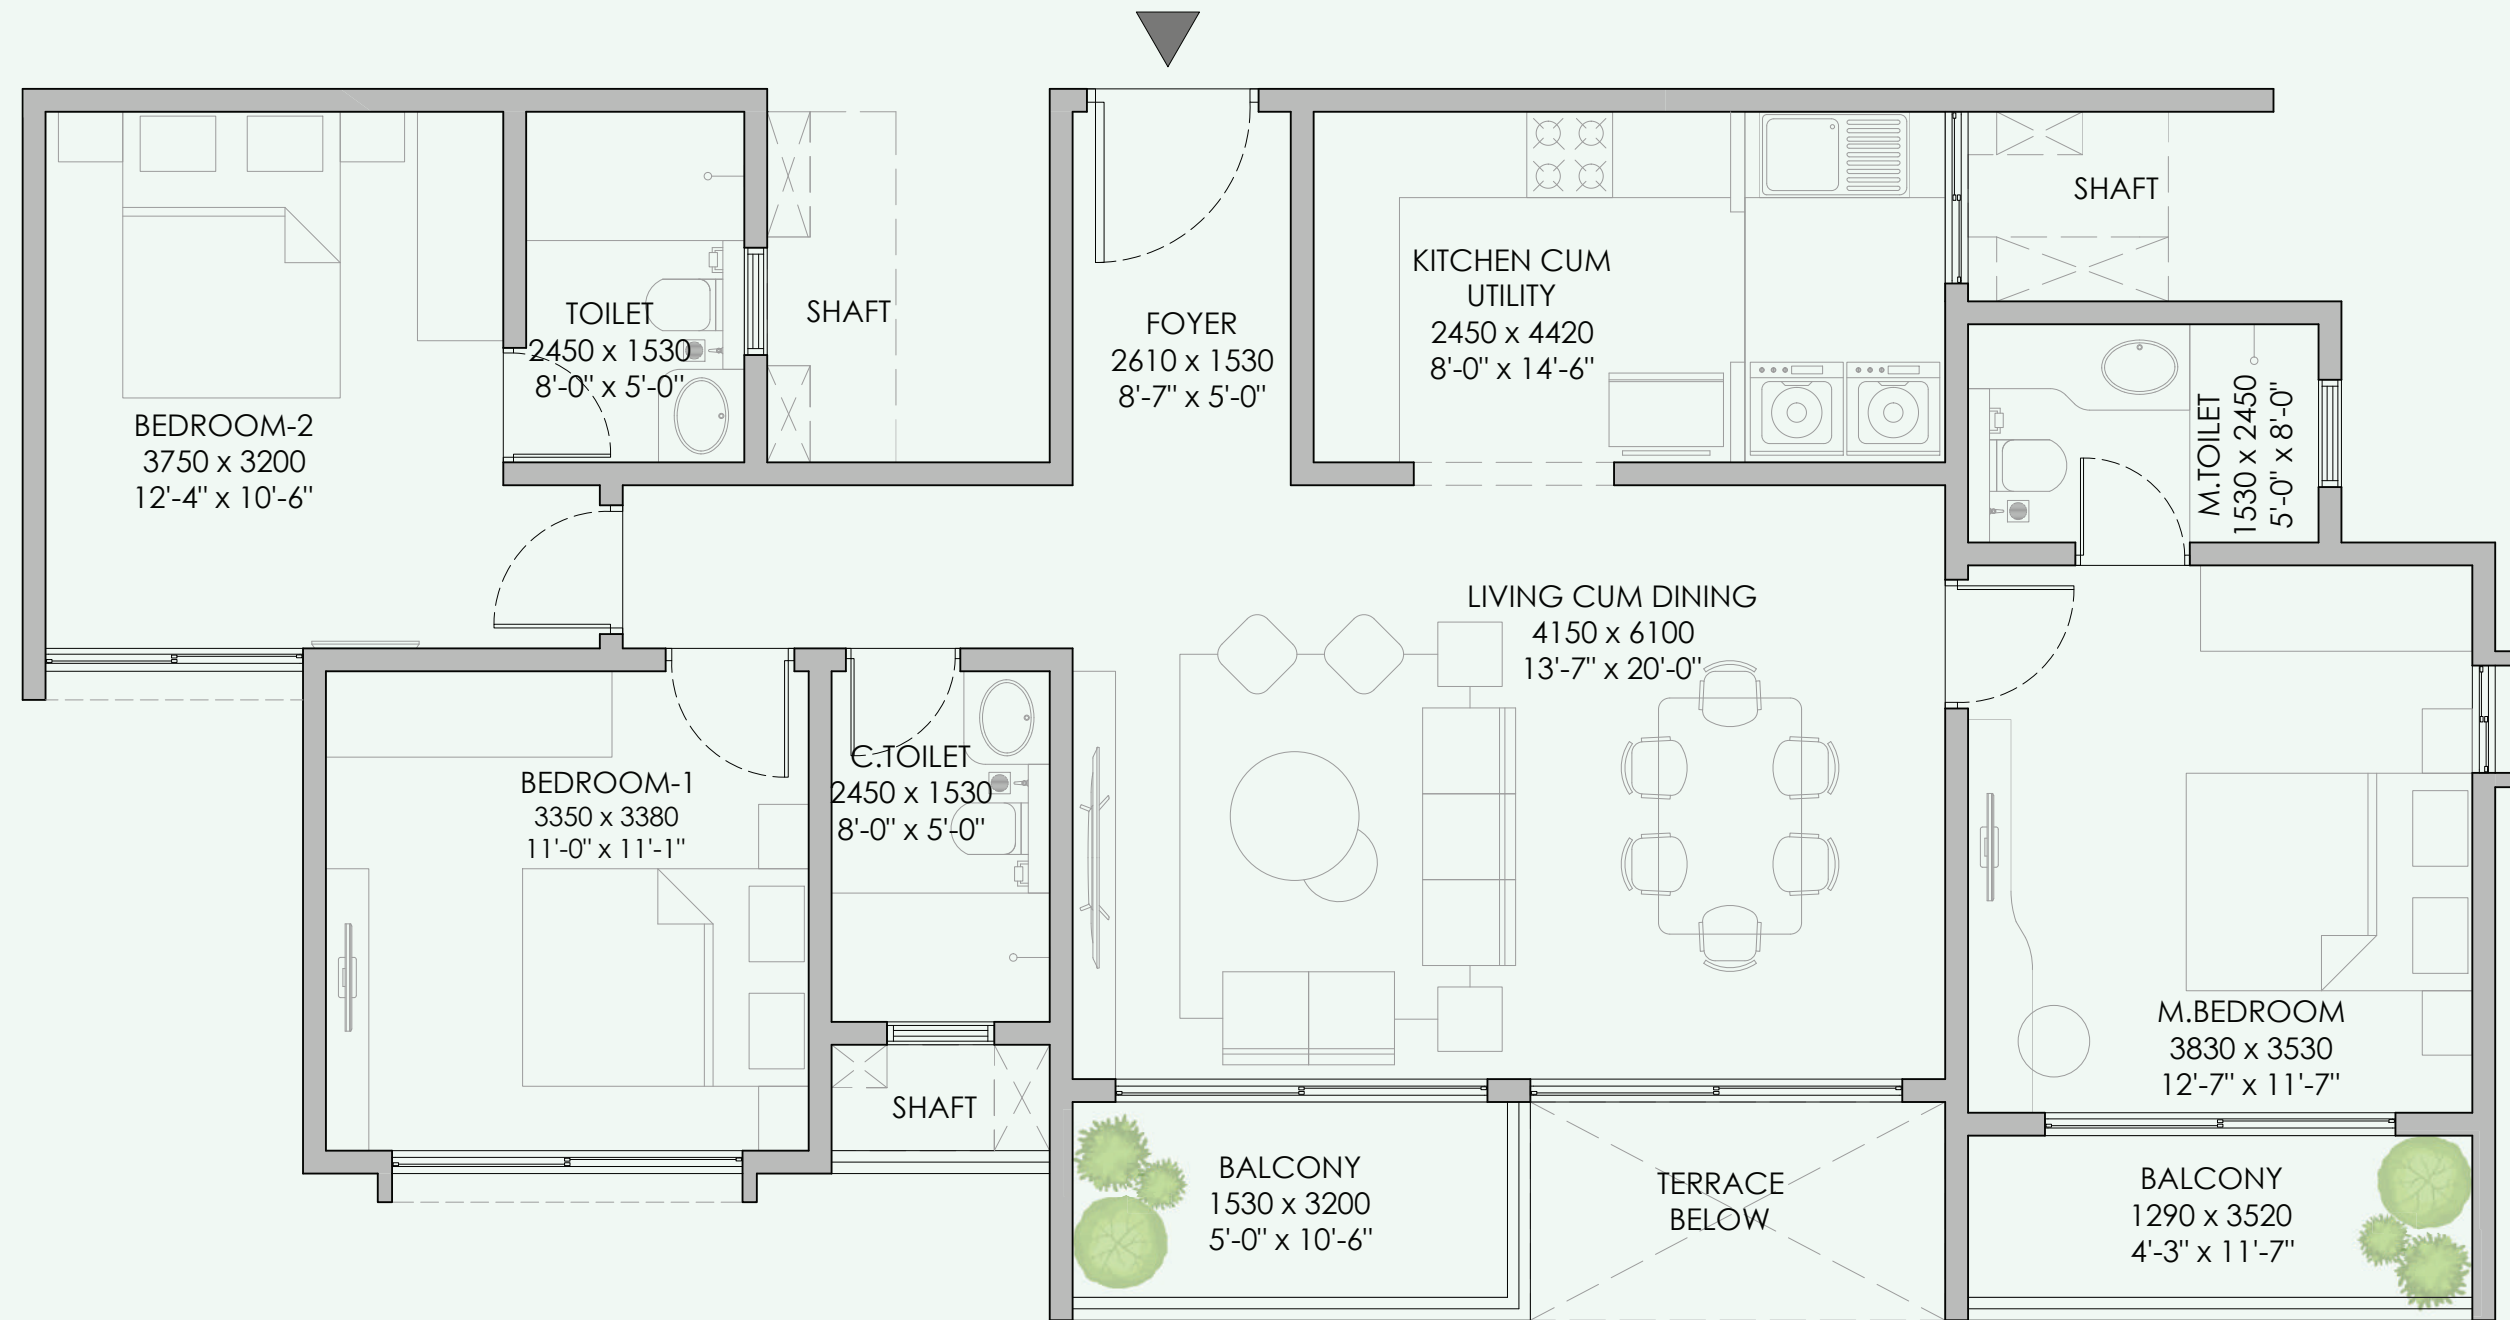 BEDROOM-2
3750 x 3200
12'-4" x 10'-6"
TOILET
2450 x 1530
8'-0" x 5'-0"
SHAFT
FOYER
2610 x 1530
8'-7" x 5'-0"
KITCHEN CUM
UTILITY
2450 x 4420
8'-0" x 14'-6"
SHAFT
M.TOILET
1530 x 2450
5'-0" x 8'-0"
LIVING CUM DINING
4150 x 6100
13'-7" x 20'-0"
BEDROOM-1
3350 x 3380
11'-0" x 11'-1"
C.TOILET
2450 x 1530
8'-0" x 5'-0"
SHAFT
M.BEDROOM
3830 x 3530
12'-7" x 11'-7"
BALCONY
1530 x 3200
5'-0" x 10'-6"
TERRACE
BELOW
BALCONY
1290 x 3520
4'-3" x 11'-7"